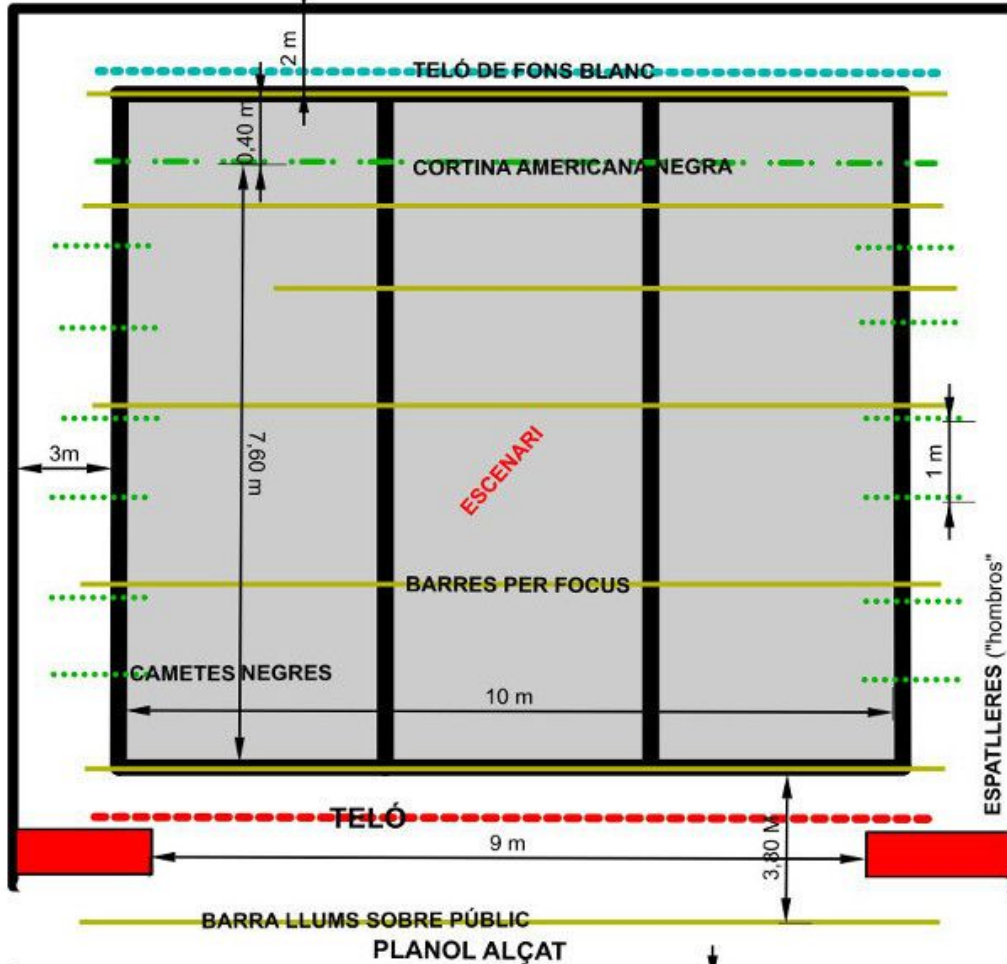 2 m
TELÓ DE FONS BLANC
0,40 m
CORTINA AMERICANA NEGRA
3m
7,60 m
ESCENARI
1 m
BARRES PER FOCUS
ESPATLLERES ("hombros"
CAMETES NEGRES
10 m
TELÓ
9 m
3,80 M
BARRA LLUMS SOBRE PÚBLIC
PLANOL ALÇAT